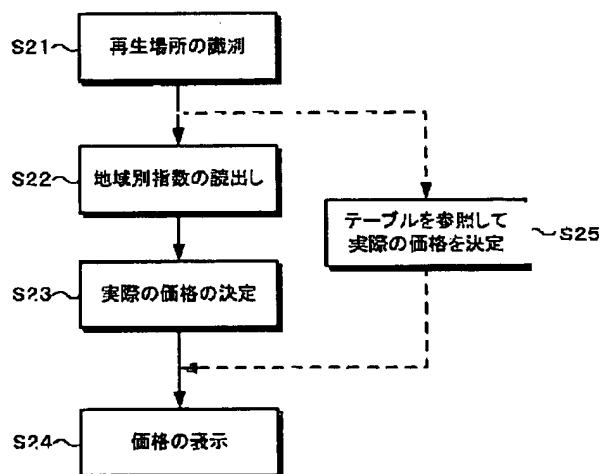 S21 再生場所の識別
S22 地域別指数の読出し
テーブルを参照して
実際の価格を決定 S25
S23 実際の価格の決定
S24 価格の表示